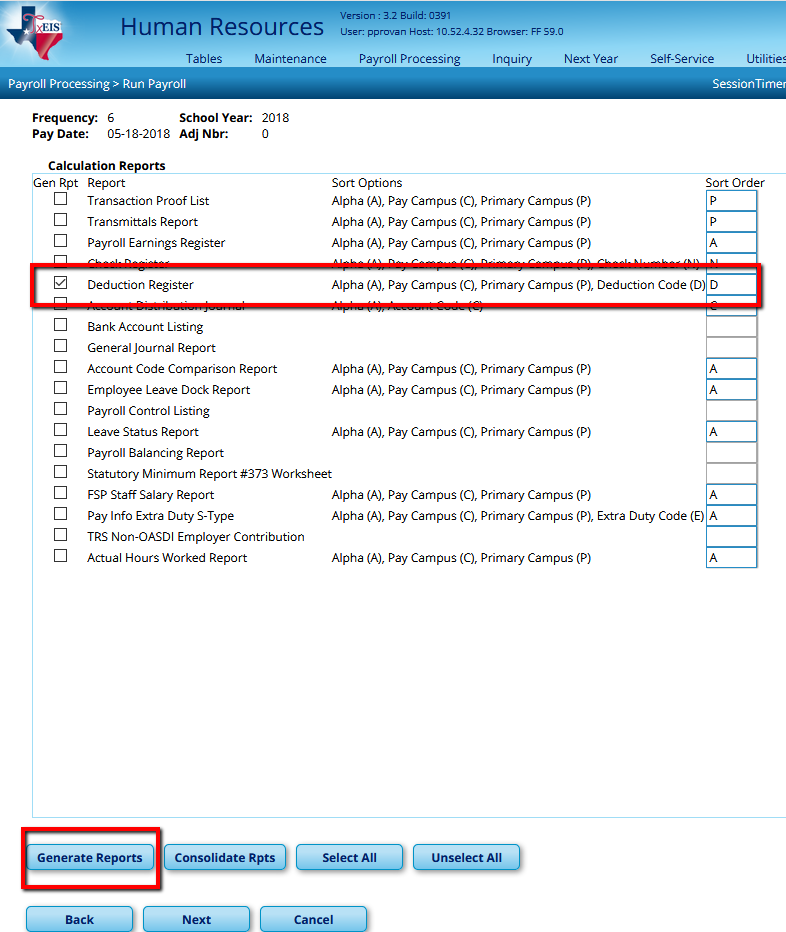 TxEIS
Human Resources
Version : 3.2 Build: 0391
User: pprovan Host: 10.52.4.32 Browser: FF 59.0
Tables Maintenance Payroll Processing Inquiry Next Year Self-Service Utilities
Payroll Processing > Run Payroll SessionTimer
Frequency: 6 School Year: 2018
Pay Date: 05-18-2018 Adj Nbr: 0
Calculation Reports
Gen Rpt Report Sort Options Sort Order
Transaction Proof List Alpha (A), Pay Campus (C), Primary Campus (P) P
Transmittals Report Alpha (A), Pay Campus (C), Primary Campus (P) P
Payroll Earnings Register Alpha (A), Pay Campus (C), Primary Campus (P) A
Check Register Alpha (A), Pay Campus (C), Primary Campus (P), Check Number (N) N
Deduction Register Alpha (A), Pay Campus (C), Primary Campus (P), Deduction Code (D) D
Account Distribution Journal Alpha (A), Account Code (C) C
Bank Account Listing
General Journal Report
Account Code Comparison Report Alpha (A), Pay Campus (C), Primary Campus (P) A
Employee Leave Dock Report Alpha (A), Pay Campus (C), Primary Campus (P) A
Payroll Control Listing
Leave Status Report Alpha (A), Pay Campus (C), Primary Campus (P) A
Payroll Balancing Report
Statutory Minimum Report #373 Worksheet
FSP Staff Salary Report Alpha (A), Pay Campus (C), Primary Campus (P) A
Pay Info Extra Duty S-Type Alpha (A), Pay Campus (C), Primary Campus (P), Extra Duty Code (E) A
TRS Non-OASDI Employer Contribution
Actual Hours Worked Report Alpha (A), Pay Campus (C), Primary Campus (P) A
Generate Reports Consolidate Rpts Select All Unselect All
Back Next Cancel